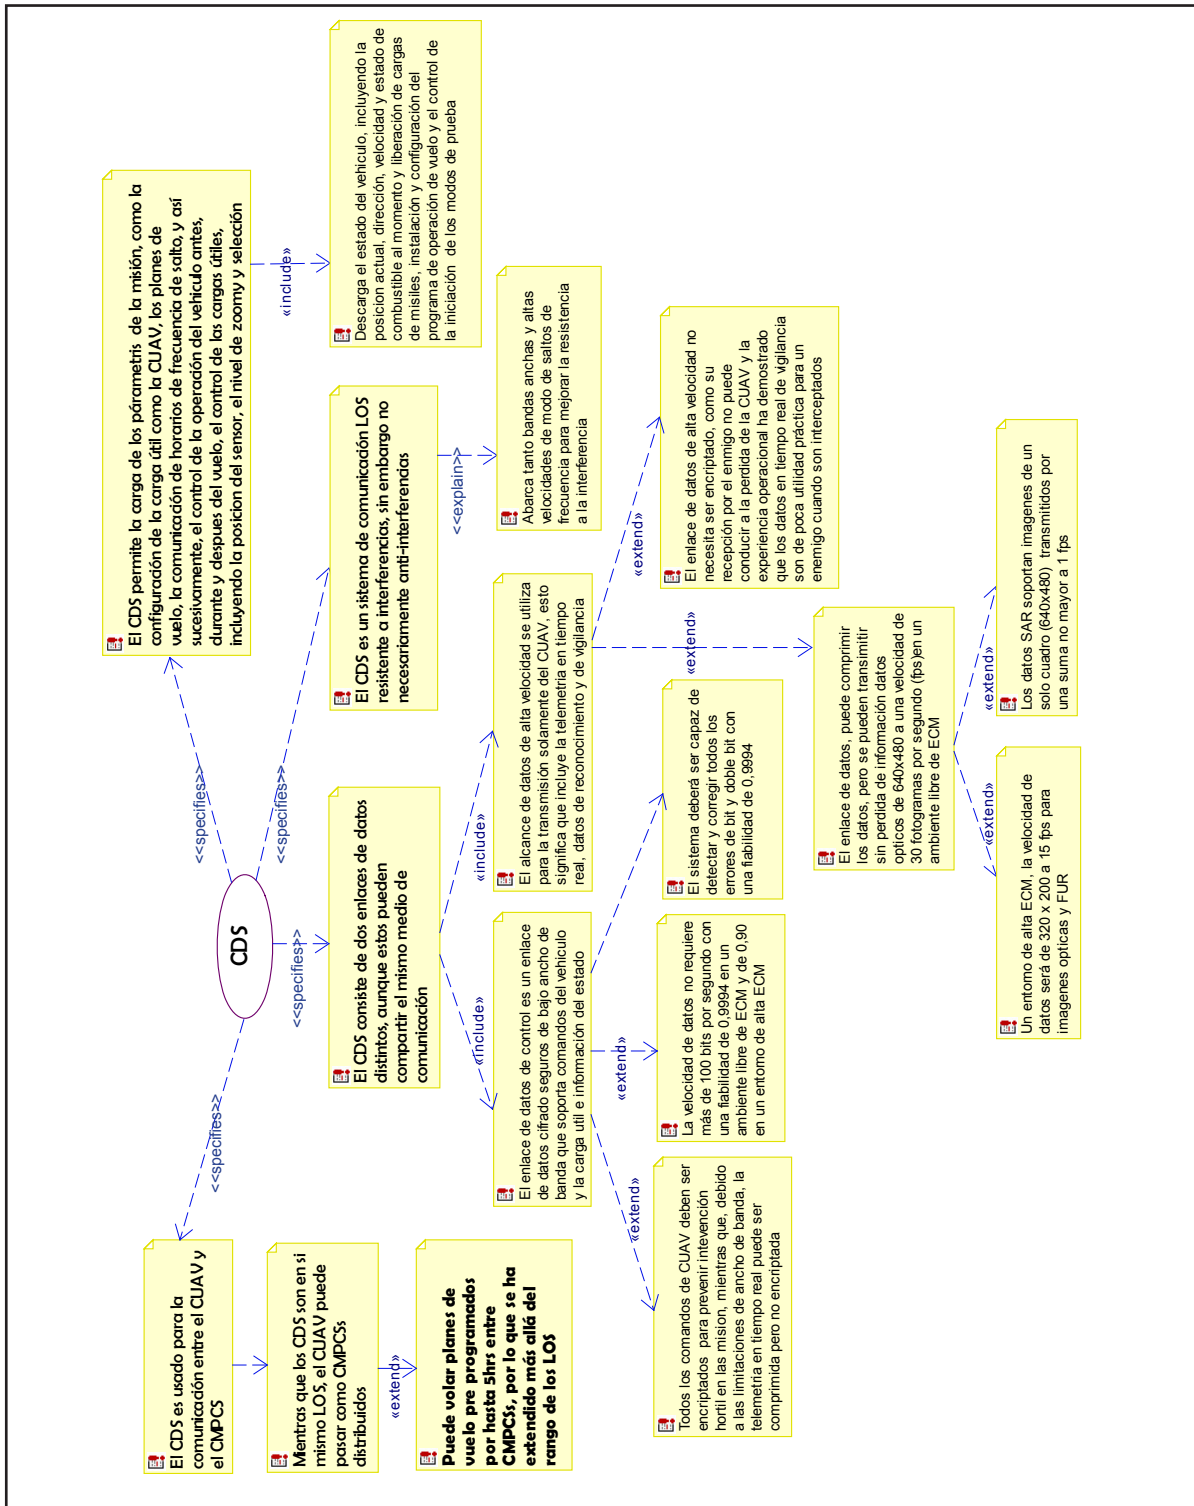 El CDS permite la carga de los párametris de la misión, como la
configuración de la carga útil como la CUAV, los planes de
vuelo, la comunicación de horarios de frecuencia de salto, y así
sucesivamente, el control de la operación del vehiculo antes,
durante y despues del vuelo, el control de las cargas útiles,
incluyendo la posicion del sensor, el nivel de zoomy y selección
«include»
Descarga el estado del vehiculo, incluyendo la
posicion actual, dirección, velocidad y estado de
combustible al momento y liberación de cargas
de misiles, instalación y configuración del
programa de operación de vuelo y el control de
la iniciación de los modos de prueba
<<specifies>>
<<specifies>>
El CDS es un sistema de comunicación LOS
resistente a interferencias, sin embargo no
necesariamente anti-interferencias
<<explain>>
Abarca tanto bandas anchas y altas
velocidades de modo de saltos de
frecuencia para mejorar la resistencia
a la interferencia
CDS
<<specifies>>
El CDS consiste de dos enlaces de datos
distintos, aunque estos pueden
compartir el mismo medio de
comunicación
«include»
«include»
El alcance de datos de alta velocidad se utiliza
para la transmisión solamente del CUAV, esto
significa que incluye la telemetría en tiempo
real, datos de reconocimiento y de vigilancia
«extend»
El enlace de datos de alta velocidad no
necesita ser encriptado, como su
recepción por el enmigo no puede
conducir a la perdida de la CUAV y la
experiencia operacional ha demostrado
que los datos en tiempo real de vigilancia
son de poca utilidad práctica para un
enemigo cuando son interceptados
«extend»
El enlace de datos, puede comprimir
los datos, pero se pueden transmitir
sin perdida de información datos
opticos de 640x480 a una velocidad de
30 fotogramas por segundo (fps)en un
ambiente libre de ECM
«extend»
Los datos SAR soportan imagenes de un
solo cuadro (640x480) transmitidos por
una suma no mayor a 1 fps
«extend»
Un entorno de alta ECM, la velocidad de
datos será de 320 x 200 a 15 fps para
imagenes opticas y FUR
El enlace de datos de control es un enlace
de datos cifrado seguros de bajo ancho de
banda que soporta comandos del vehiculo
y la carga util e información del estado
«extend»
El sistema deberá ser capaz de
detectar y corregir todos los
errores de bit y doble bit con
una fiabilidad de 0,9994
«extend»
La velocidad de datos no requiere
más de 100 bits por segundo con
una fiabilidad de 0,9994 en un
ambiente libre de ECM y de 0,90
en un entorno de alta ECM
«extend»
Todos los comandos de CUAV deben ser
encriptados para prevenir intevención
hortil en las mision, mientras que, debido
a las limitaciones de ancho de banda, la
telemetría en tiempo real puede ser
comprimida pero no encriptada
<<specifies>>
El CDS es usado para la
comunicación entre el CUAV y
el CMPCS
Mientras que los CDS son en si
mismo LOS, el CUAV puede
pasar como CMPCSs
distribuidos
«extend»
Puede volar planes de
vuelo pre programados
por hasta 5hrs entre
CMPCSs, por lo que se ha
extendido más allá del
rango de los LOS